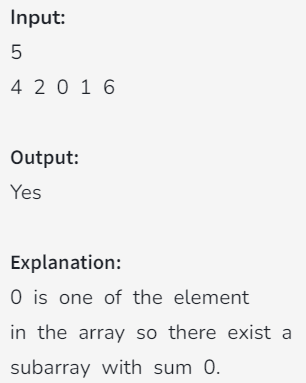 Input:
5
4 2 0 1 6
Output:
Yes
Explanation:
0 is one of the element
in the array so there exist a
subarray with sum 0.